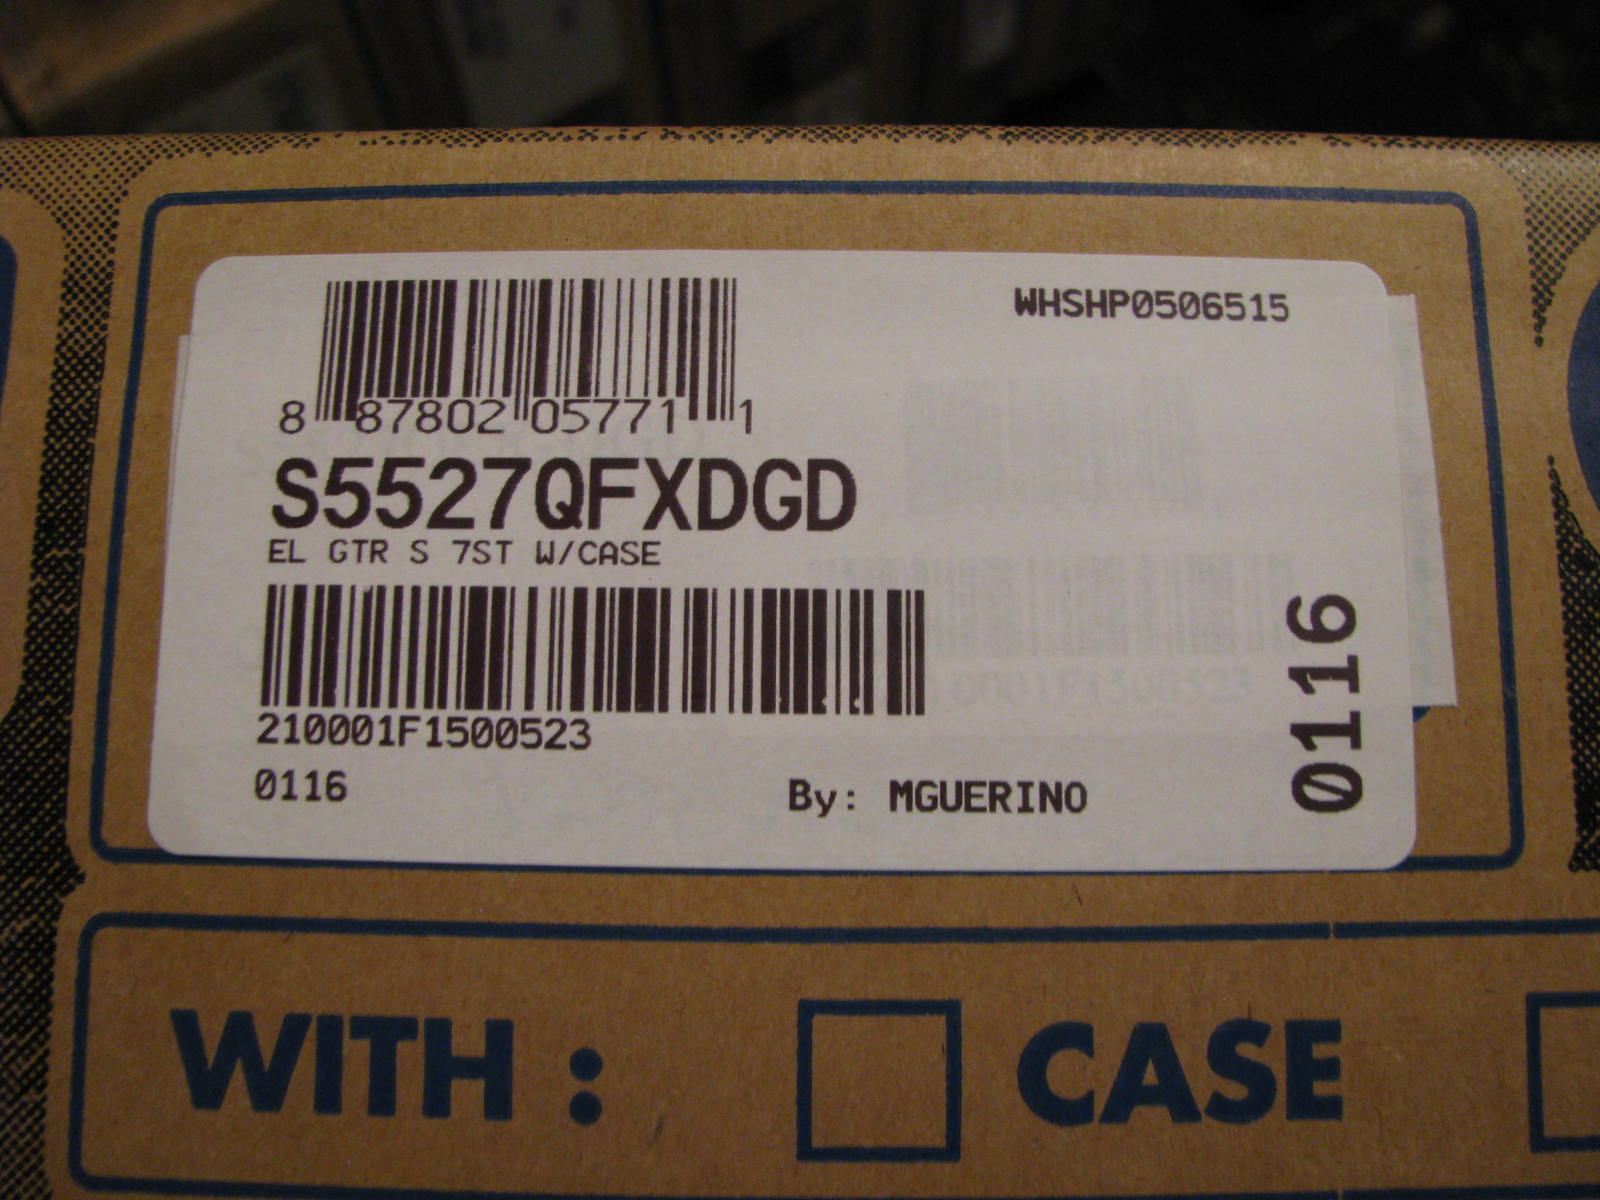 WHSHP0506515
8 87802 05771 1
S5527QFXDGD
EL GTR S 7ST W/CASE
210001F1500523
0116
By: MGUERINO
0116
WITH : CASE